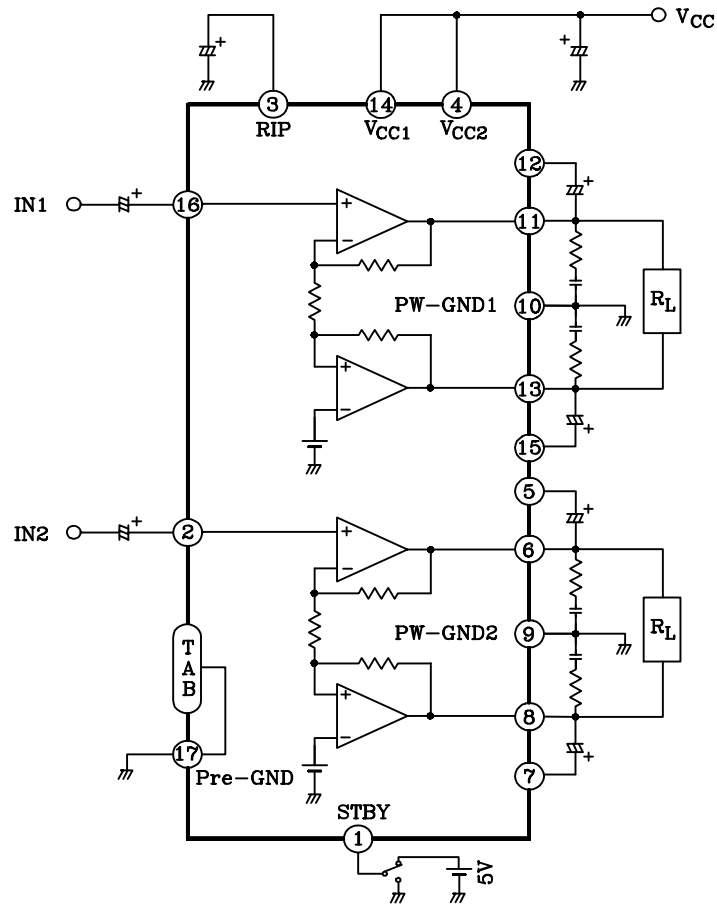 VCC
3
14
4
RIP
VCC1
VCC2
12
IN1
16
11
PW-GND1
10
RL
13
15
5
IN2
2
6
PW-GND2
9
RL
TAB
8
17
Pre-GND
7
STBY
1
5V